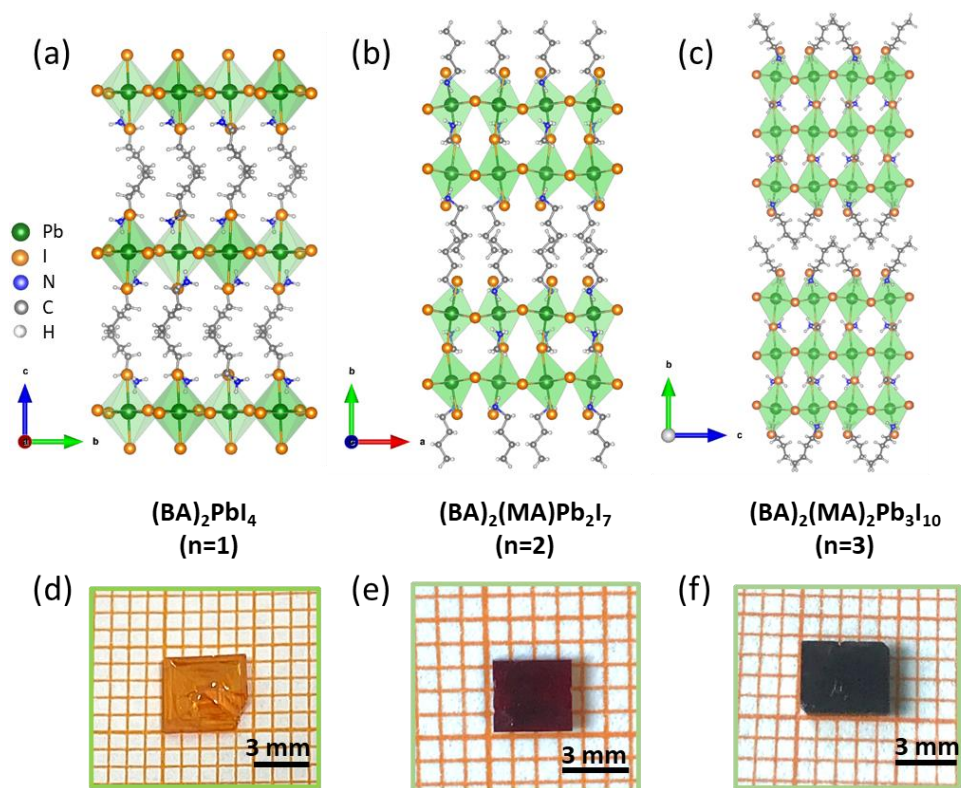 (a)
(b)
(c)
Pb
I
N
C
H
c
b
b
a
b
c
(BA)₂PbI₄
(n=1)
(BA)₂(MA)Pb₂I₇
(n=2)
(BA)₂(MA)₂Pb₃I₁₀
(n=3)
(d)
(e)
(f)
3 mm
3 mm
3 mm